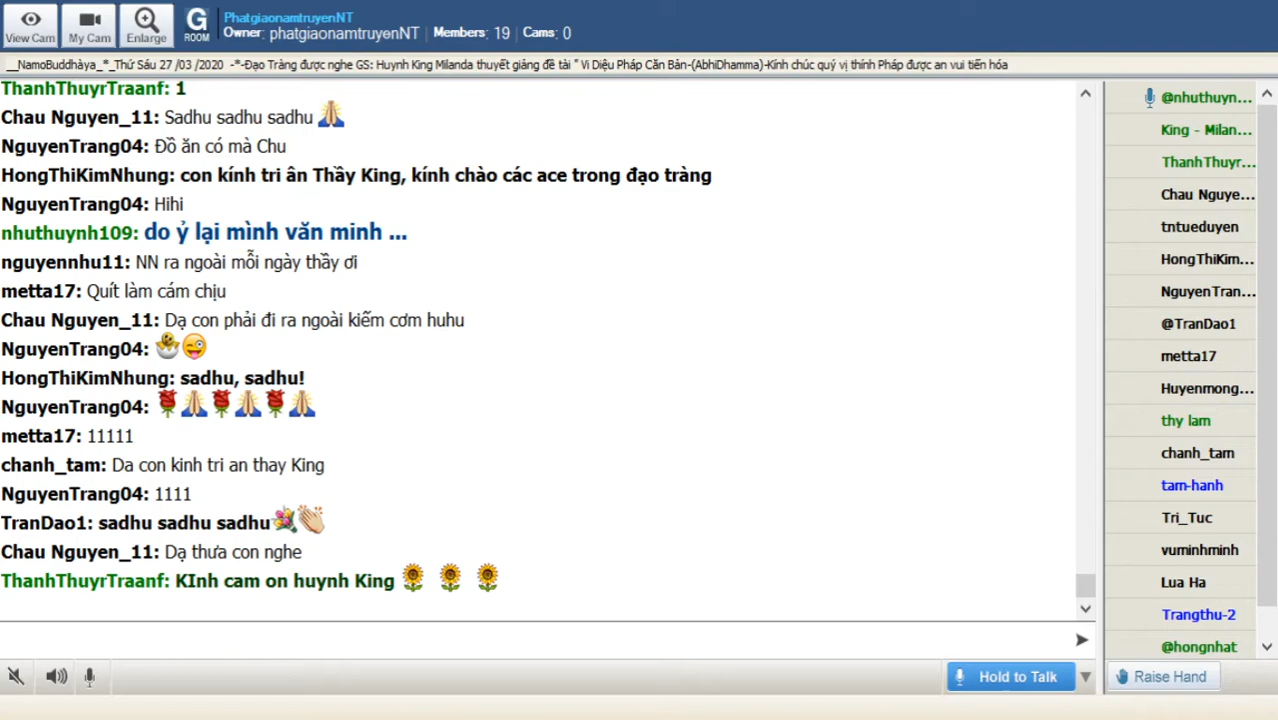 View Cam
My Cam
Enlarge
G
ROOM
PhatgiaonamtruyenNT
Owner: phatgiaonamtruyenNT | Members: 19 | Cams: 0
__NamoBuddhàya_*_Thứ Sáu 27 /03 /2020 -*-Đạo Tràng được nghe GS: Huynh King Milanda thuyết giảng đề tài " Vi Diệu Pháp Căn Bản-(AbhiDhamma)-Kính chúc quý vị thính Pháp được an vui tiến hóa
ThanhThuyrTraanf: 1
Chau Nguyen_11: Sadhu sadhu sadhu 🙏
NguyenTrang04: Đồ ăn có mà Chu
HongThiKimNhung: con kính tri ân Thầy King, kính chào các ace trong đạo tràng
NguyenTrang04: Hihi
nhuthuynh109: do ỷ lại mình văn minh ...
nguyennhu11: NN ra ngoài mỗi ngày thầy ơi
metta17: Quít làm cám chịu
Chau Nguyen_11: Dạ con phải đi ra ngoài kiếm cơm huhu
NguyenTrang04: 🐣😜
HongThiKimNhung: sadhu, sadhu!
NguyenTrang04: 🌹🙏🌹🙏🌹🙏
metta17: 11111
chanh_tam: Da con kinh tri an thay King
NguyenTrang04: 1111
TranDao1: sadhu sadhu sadhu💐👏
Chau Nguyen_11: Dạ thưa con nghe
ThanhThuyrTraanf: KInh cam on huynh King 🌻 🌻 🌻
@nhuthuyn...
King - Milan...
ThanhThuyr...
Chau Nguye...
tntueduyen
HongThiKim...
NguyenTran...
@TranDao1
metta17
Huyenmong...
thy lam
chanh_tam
tam-hanh
Tri_Tuc
vuminhminh
Lua Ha
Trangthu-2
@hongnhat
Hold to Talk
Raise Hand